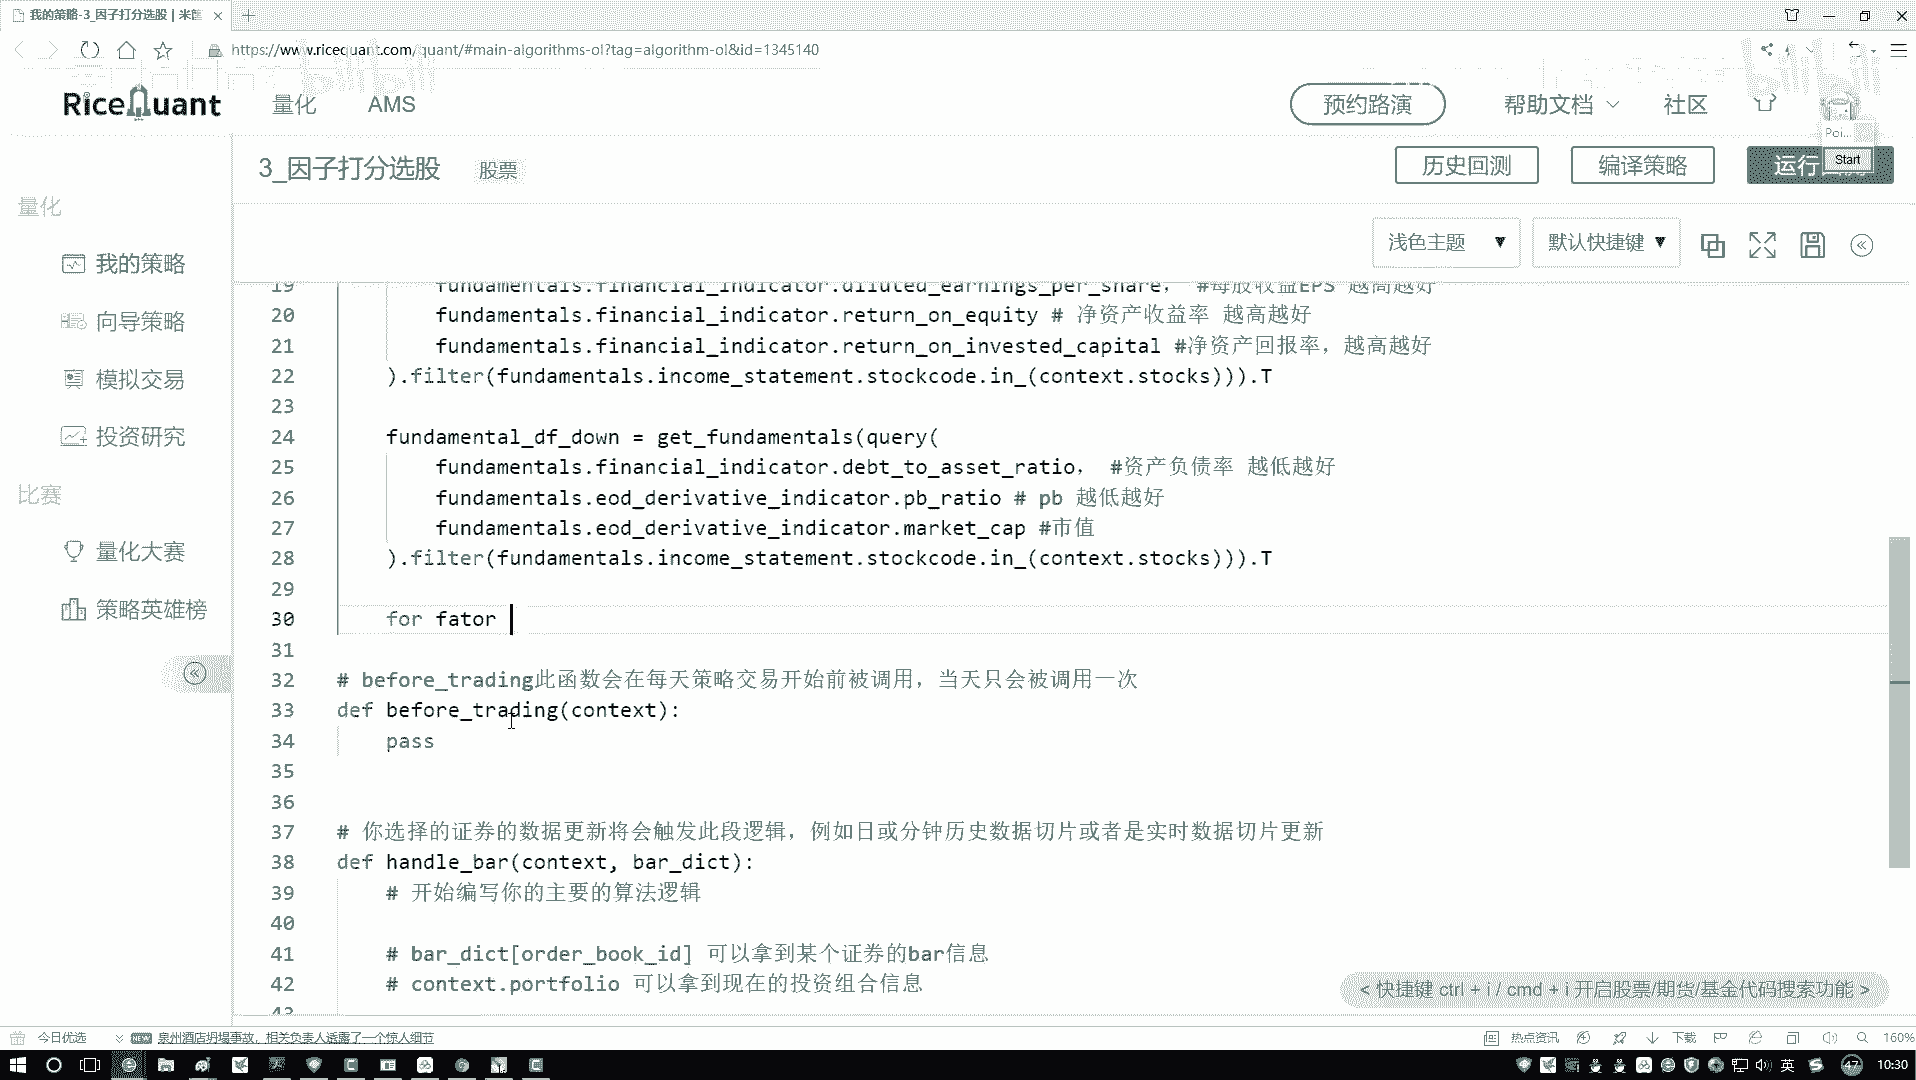 我的策略-3_因子打分选股 | 米筐
https://www.ricequant.com/quant/#main-algorithms-ol?tag=algorithm-ol&id=1345140
bilibili
bilibili
RiceQuant
量化
AMS
预约路演
帮助文档
社区
Poi...
3_因子打分选股
股票
历史回测
编译策略
运行
Start
量化
浅色主题
默认快捷键
我的策略
向导策略
模拟交易
投资研究
比赛
量化大赛
策略英雄榜
19 fundamentals.financial_indicator.diluted_earnings_per_share, #每股收益EPS 越高越好
20 fundamentals.financial_indicator.return_on_equity # 净资产收益率 越高越好
21 fundamentals.financial_indicator.return_on_invested_capital #净资产回报率，越高越好
22 ).filter(fundamentals.income_statement.stockcode.in_(context.stocks))).T
23
24 fundamental_df_down = get_fundamentals(query(
25 fundamentals.financial_indicator.debt_to_asset_ratio, #资产负债率 越低越好
26 fundamentals.eod_derivative_indicator.pb_ratio # pb 越低越好
27 fundamentals.eod_derivative_indicator.market_cap #市值
28 ).filter(fundamentals.income_statement.stockcode.in_(context.stocks))).T
29
30 for fator
31
32 # before_trading此函数会在每天策略交易开始前被调用，当天只会被调用一次
33 def before_trading(context):
34 pass
35
36
37 # 你选择的证券的数据更新将会触发此段逻辑，例如日或分钟历史数据切片或者是实时数据切片更新
38 def handle_bar(context, bar_dict):
39 # 开始编写你的主要的算法逻辑
40
41 # bar_dict[order_book_id] 可以拿到某个证券的bar信息
42 # context.portfolio 可以拿到现在的投资组合信息
43
< 快捷键 ctrl + i / cmd + i 开启股票/期货/基金代码搜索功能 >
今日优选
NEW
泉州酒店坍塌事故，相关负责人透露了一个惊人细节
热点资讯
下载
160%
英
47
10:30